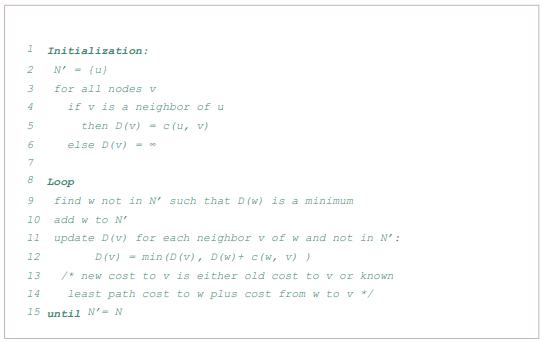 1 Initialization:
2 N’ = {u}
3 for all nodes v
4 if v is a neighbor of u
5 then D(v) = c(u, v)
6 else D(v) = ∞
7
8 Loop
9 find w not in N’ such that D(w) is a minimum
10 add w to N’
11 update D(v) for each neighbor v of w and not in N’:
12 D(v) = min(D(v), D(w)+ c(w, v) )
13 /* new cost to v is either old cost to v or known
14 least path cost to w plus cost from w to v */
15 until N’= N